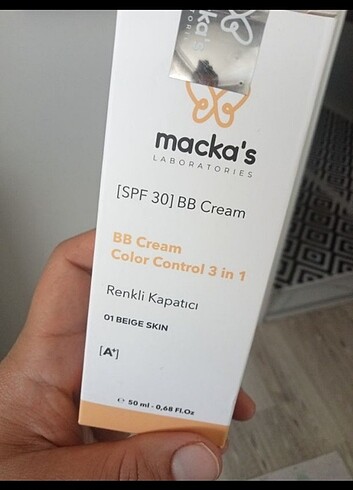 macka's
LABORATORIES
[SPF 30] BB Cream
BB Cream
Color Control 3 in 1
Renkli Kapatıcı
01 BEIGE SKIN
[A+]
℮ 50 ml - 0,68 Fl.Oz